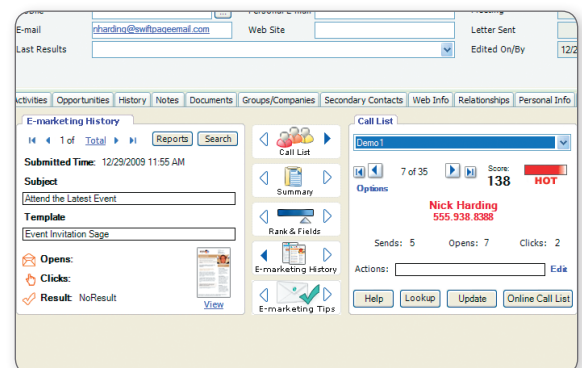 E-mail nharding@swiftpageemail.com Web Site Letter Sent
Last Results Edited On/By 12/2
Activities Opportunities History Notes Documents Groups/Companies Secondary Contacts Web Info Relationships Personal Info
E-marketing History
1 of Total Reports Search
Submitted Time: 12/29/2009 11:55 AM
Subject
Attend the Latest Event
Template
Event Invitation Sage
Opens:
Clicks:
Result: NoResult
View
Call List
Summary
Rank & Fields
E-marketing History
E-marketing Tips
Call List
Demo1
7 of 35 Score: 138 HOT
Options
Nick Harding
555.938.8388
Sends: 5 Opens: 7 Clicks: 2
Actions: Edit
Help Lookup Update Online Call List